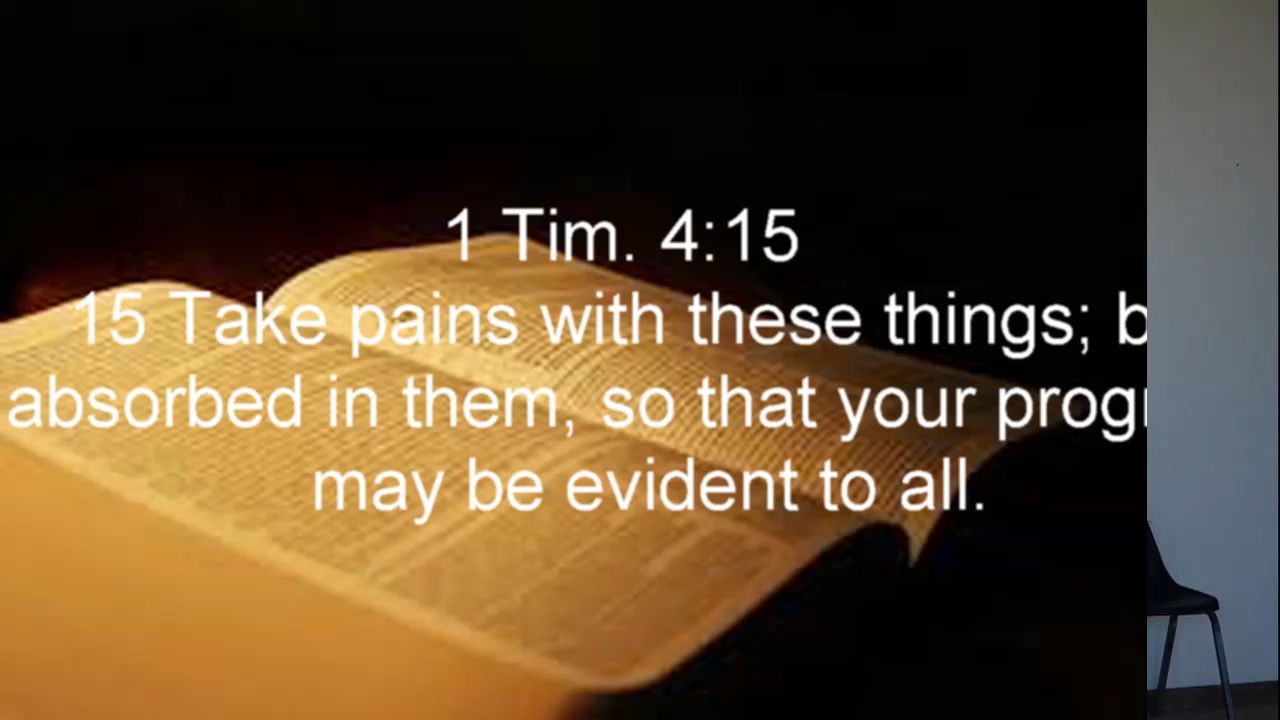 1 Tim. 4:15
15 Take pains with these things; b
absorbed in them, so that your prog
may be evident to all.